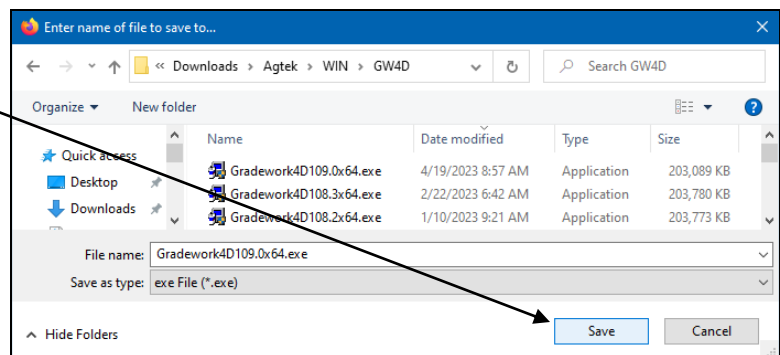 Enter name of file to save to...
« Downloads › Agtek › WIN › GW4D
Search GW4D
Organize
New folder
Name Date modified Type Size
Quick access
Desktop
Downloads
Gradework4D109.0x64.exe 4/19/2023 8:57 AM Application 203,089 KB
Gradework4D108.3x64.exe 2/22/2023 6:42 AM Application 203,780 KB
Gradework4D108.2x64.exe 1/10/2023 9:21 AM Application 203,773 KB
File name: Gradework4D109.0x64.exe
Save as type: exe File (*.exe)
Hide Folders
Save
Cancel